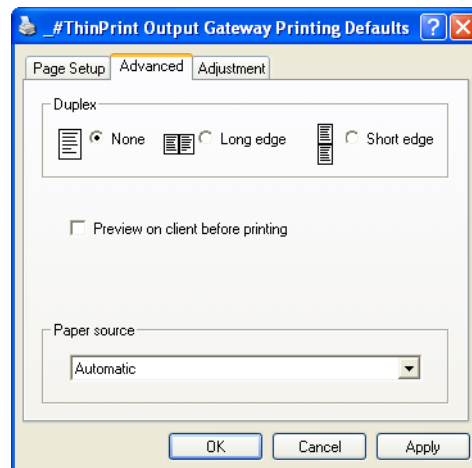 _#ThinPrint Output Gateway Printing Defaults
Page Setup Advanced Adjustment
Duplex
None Long edge Short edge
Preview on client before printing
Paper source
Automatic
OK Cancel Apply